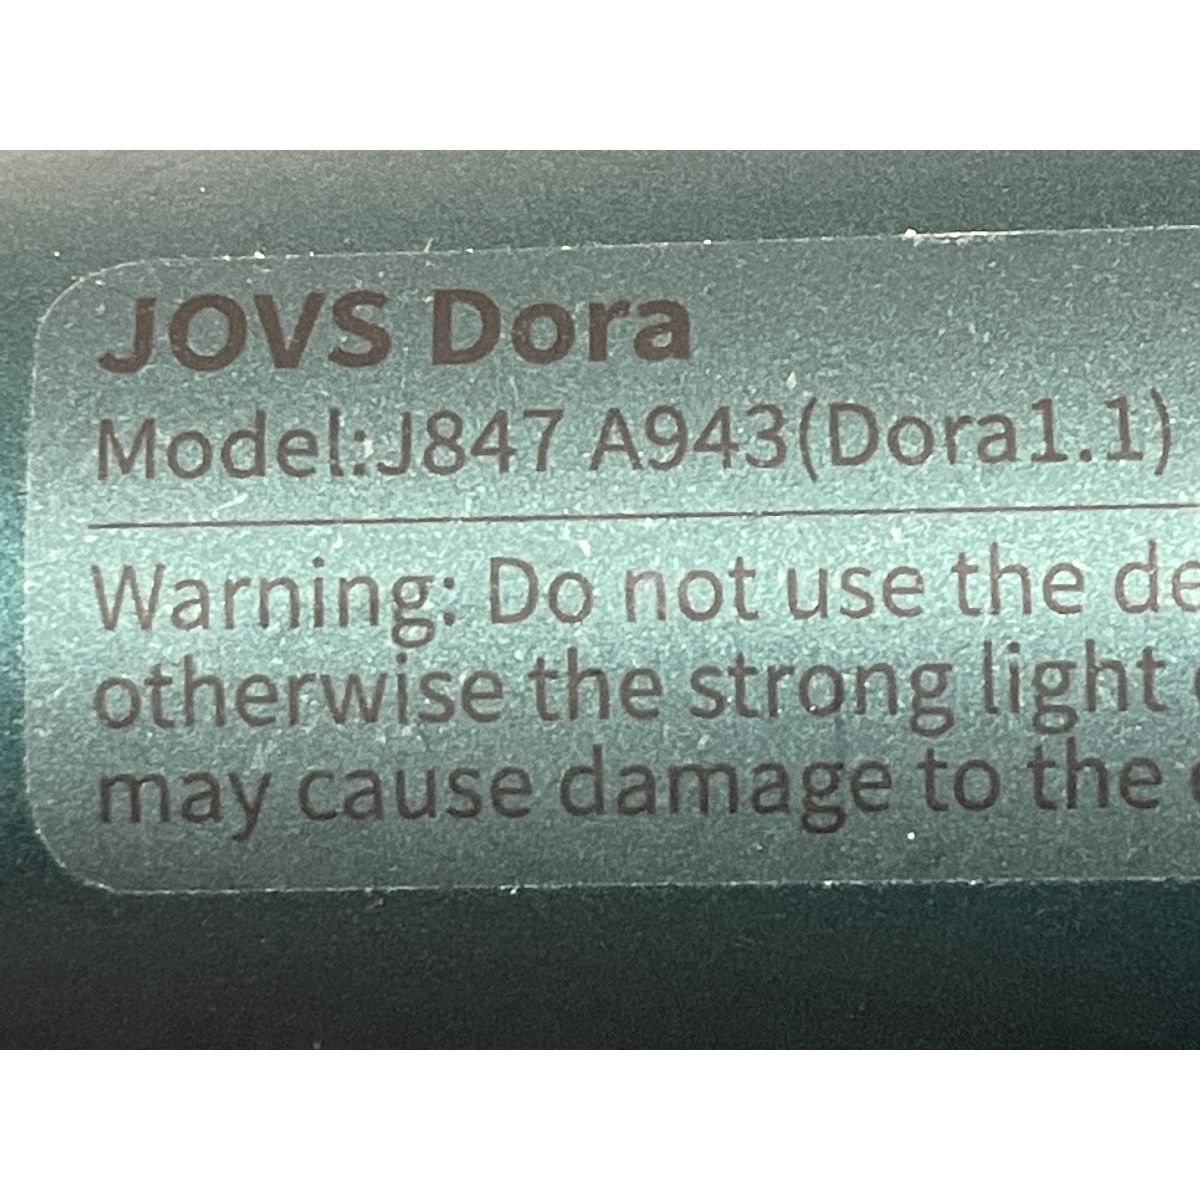 JOVS Dora
Model:J847 A943(Dora1.1)
Warning: Do not use the de
otherwise the strong light
may cause damage to the